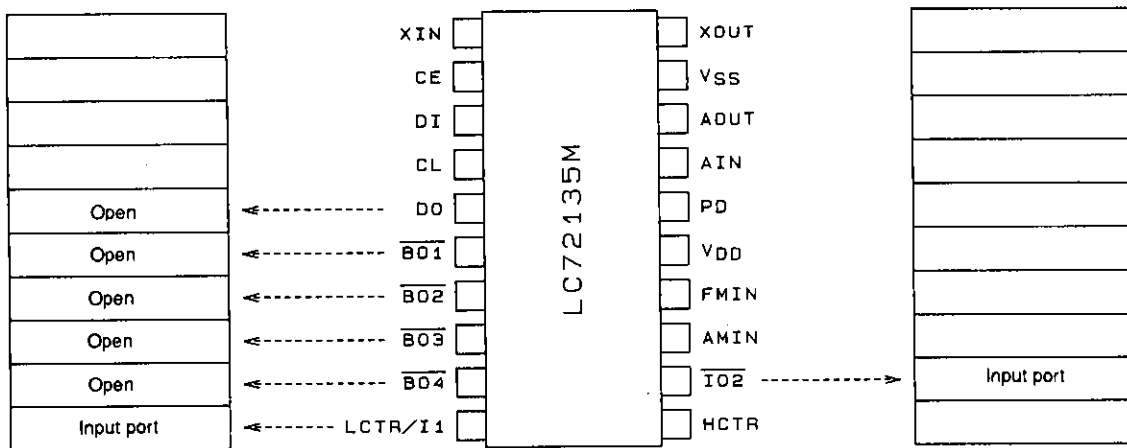 XIN XOUT
CE VSS
DI AOUT
CL AIN
Open DO PD
Open BO1 VDD
Open BO2 FMIN
Open BO3 AMIN
Open BO4 IO2 Input port
Input port LCTR/I1 HCTR
LC72135M